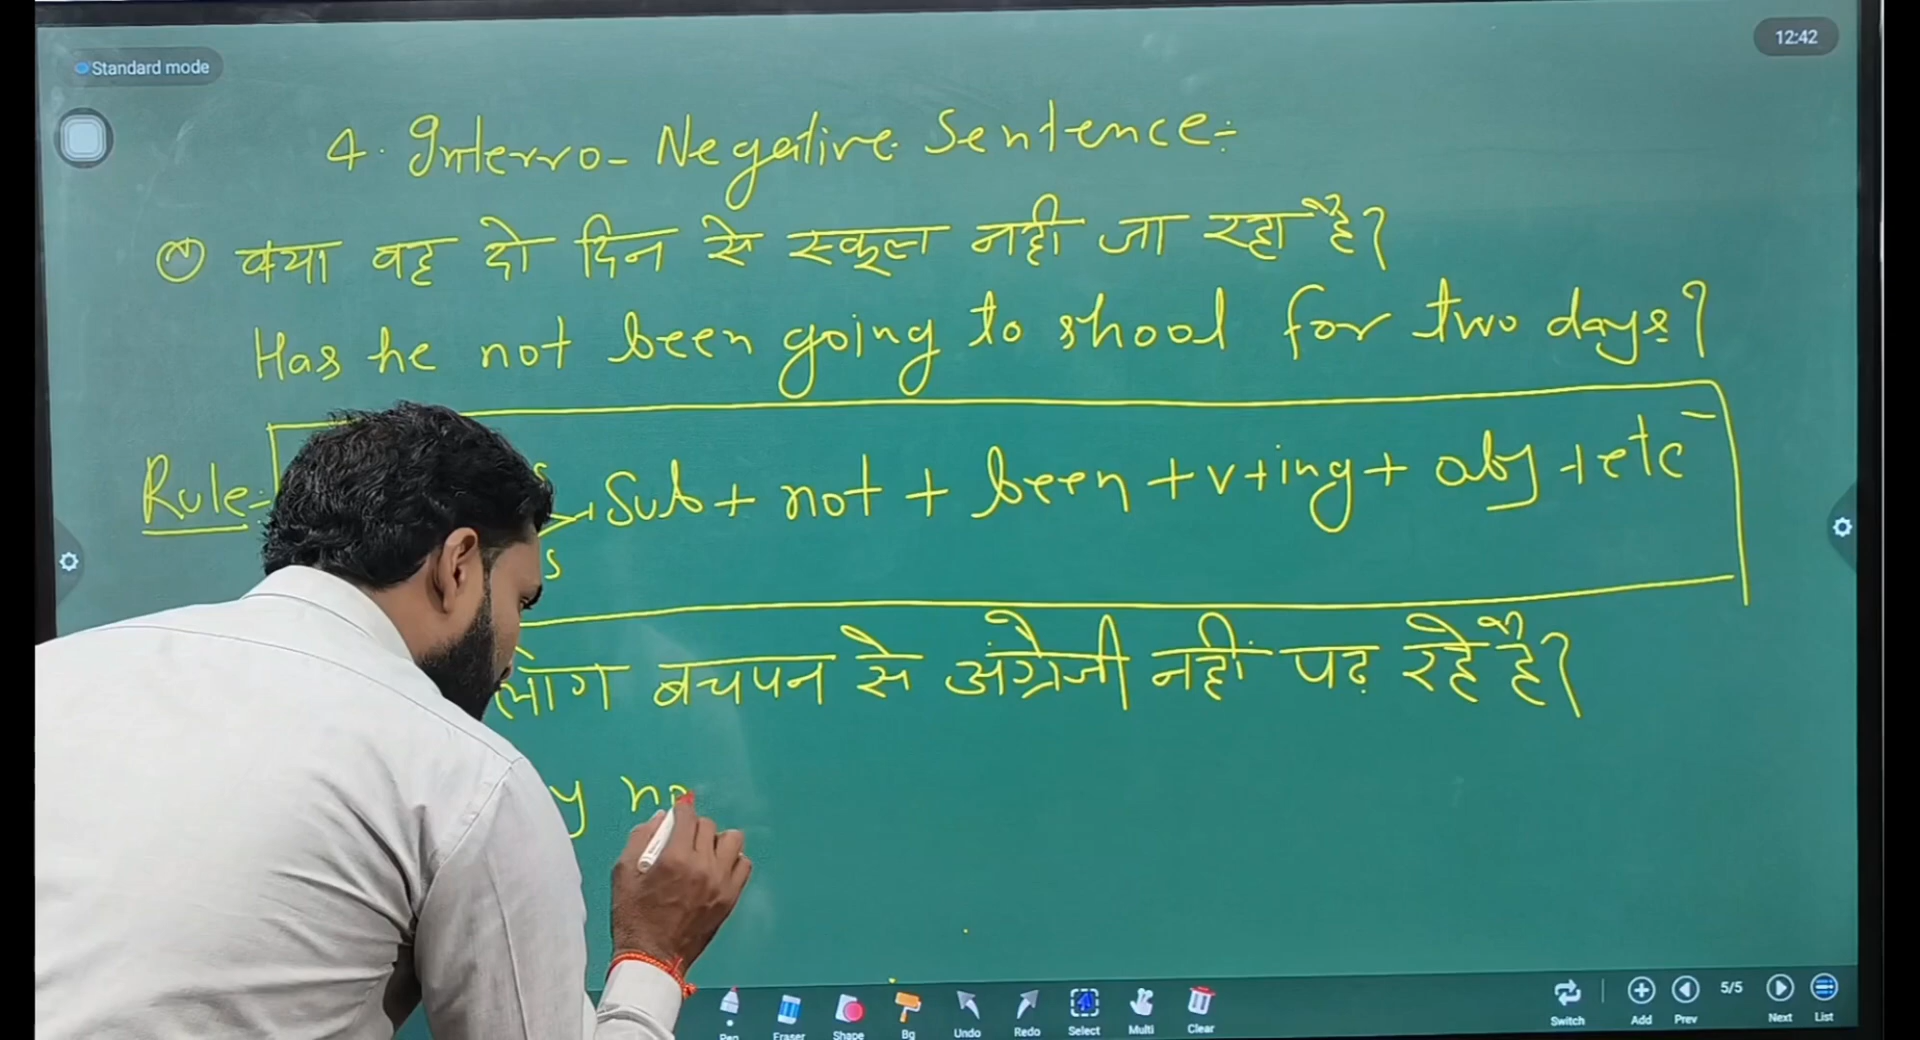 Standard mode
12:42
4. Interro-Negative Sentence:-
(1) क्या वह दो दिन से स्कूल नही जा रहा है?
Has he not been going to shool for two days?
Rule:- Sub + not + been + v+ing + obj + etc
लोग बचपन से अंग्रेजी नहीं पढ़ रहे है?
y no
Pen Eraser Shape Bg Undo Redo Select Multi Clear Switch Add Prev 5/5 Next List